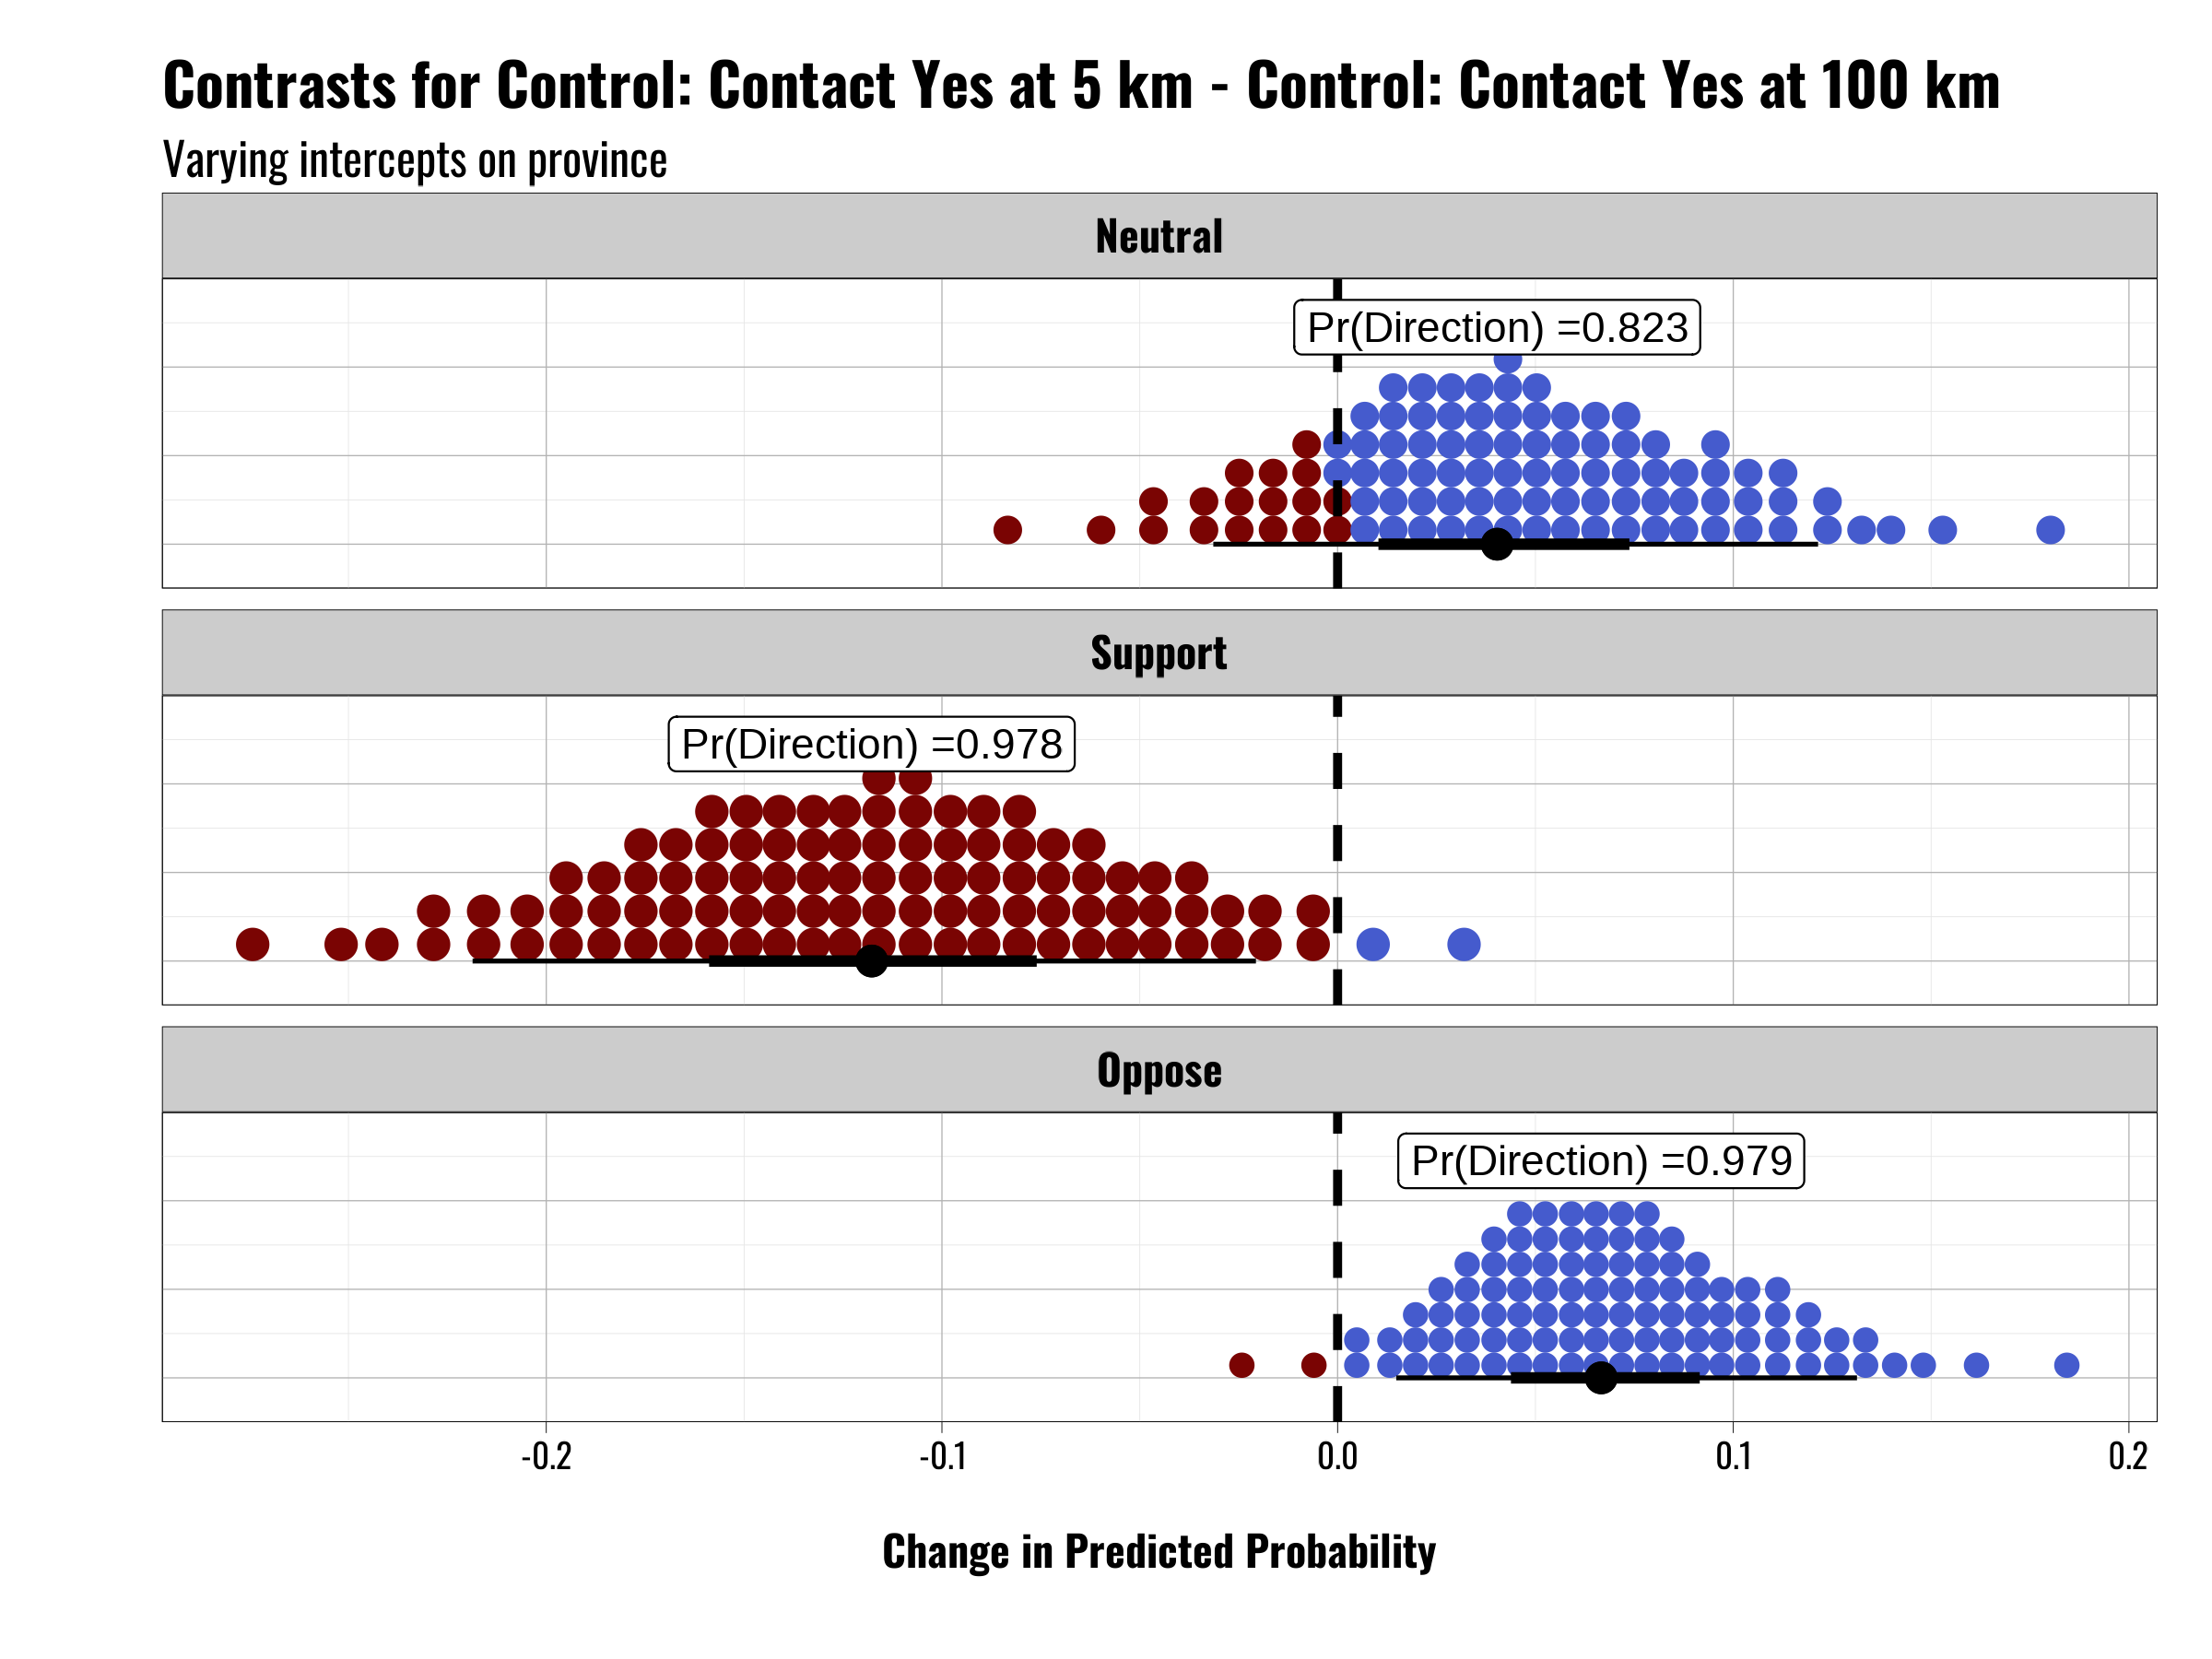 Contrasts for Control: Contact Yes at 5 km - Control: Contact Yes at 100 km
Varying intercepts on province
Neutral
Pr(Direction) =0.823
Support
Pr(Direction) =0.978
Oppose
Pr(Direction) =0.979
-0.2 -0.1 0.0 0.1 0.2
Change in Predicted Probability